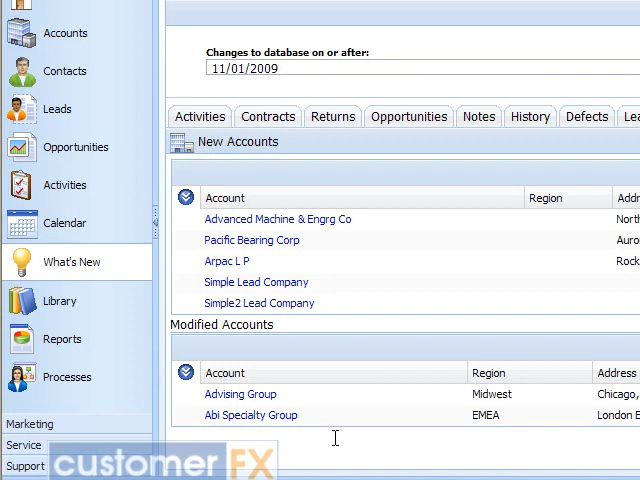 Accounts
Contacts
Leads
Opportunities
Activities
Calendar
What's New
Library
Reports
Processes
Marketing
Service
Support
customer FX
Changes to database on or after:
11/01/2009
Activities Contracts Returns Opportunities Notes History Defects Lea
New Accounts
Account Region Addr
Advanced Machine & Engrg Co North
Pacific Bearing Corp Auro
Arpac L P Rock
Simple Lead Company
Simple2 Lead Company
Modified Accounts
Account Region Address
Advising Group Midwest Chicago,
Abi Specialty Group EMEA London E